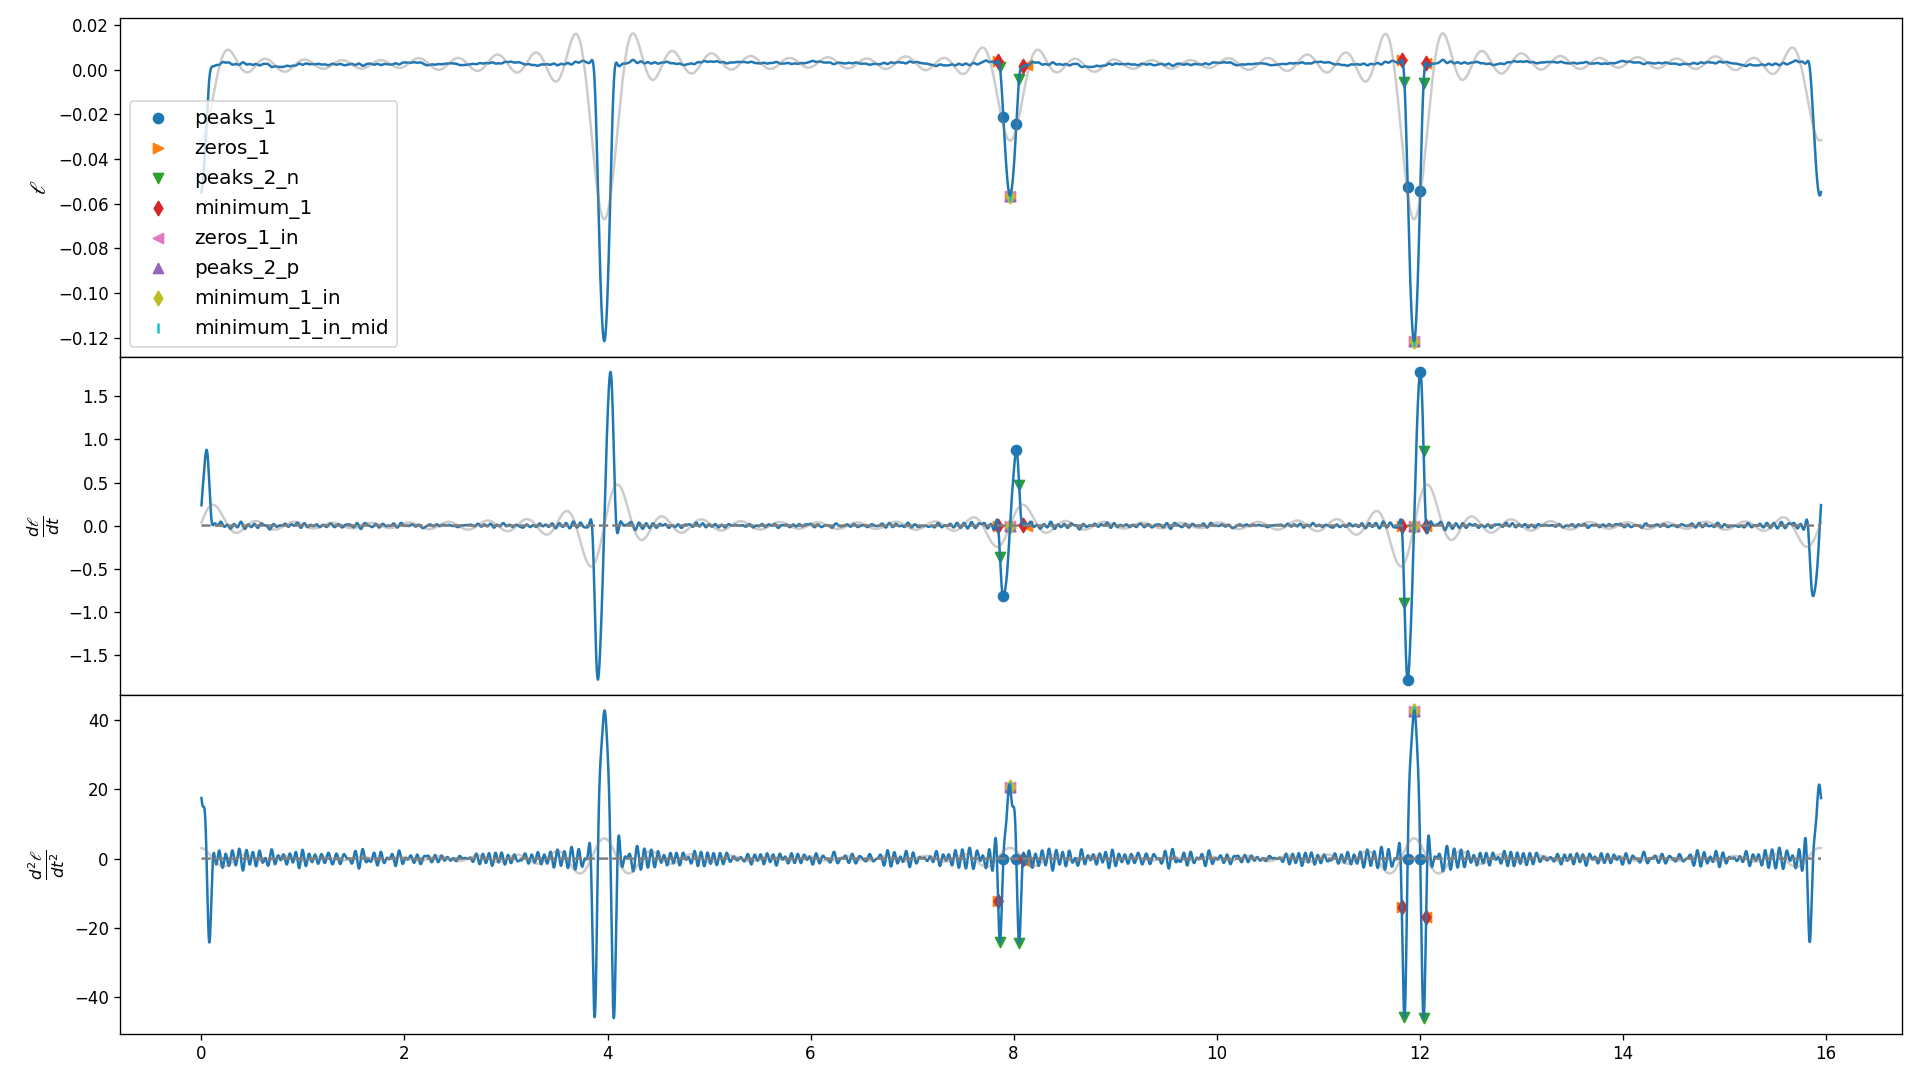 0.02
0.00
−0.02
−0.04
−0.06
−0.08
−0.10
−0.12
ℓ
peaks_1
zeros_1
peaks_2_n
minimum_1
zeros_1_in
peaks_2_p
minimum_1_in
minimum_1_in_mid
1.5
1.0
0.5
0.0
−0.5
−1.0
−1.5
dℓ
dt
40
20
0
−20
−40
d²ℓ
dt²
0 2 4 6 8 10 12 14 16